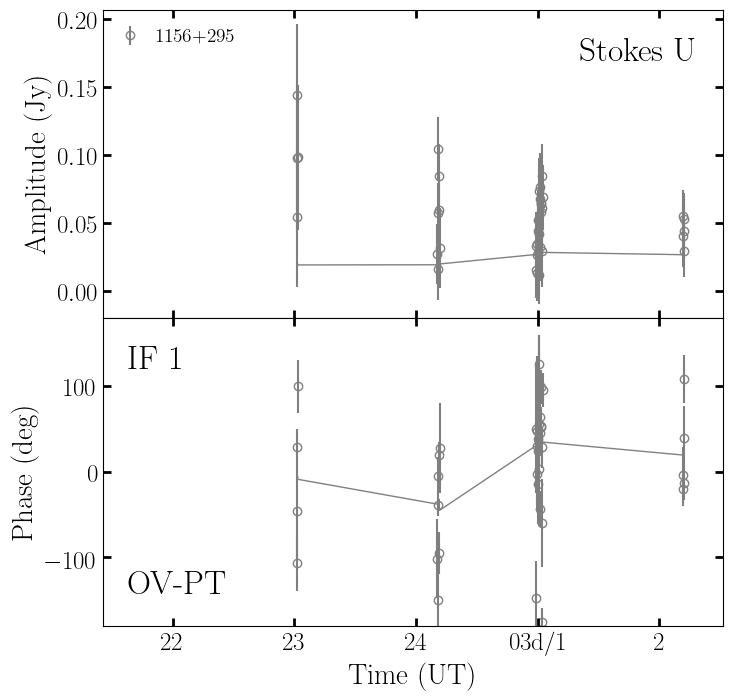 0.20
1156+295
Stokes U
0.15
0.10
0.05
0.00
Amplitude (Jy)
IF 1
100
0
−100
Phase (deg)
OV-PT
22
23
24
03d/1
2
Time (UT)